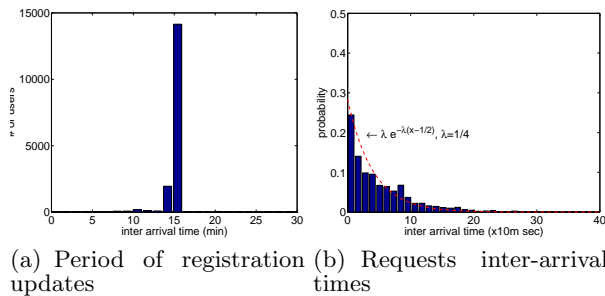 15000
10000
5000
0
0 5 10 15 20 25 30
inter arrival time (min)
# of users
0.5
0.4
0.3
0.2
0.1
0
0 10 20 30 40
inter arrival time (x10m sec)
probability
← λ e^{-λ(x-1/2)}, λ=1/4
(a) Period of registration updates
(b) Requests inter-arrival times